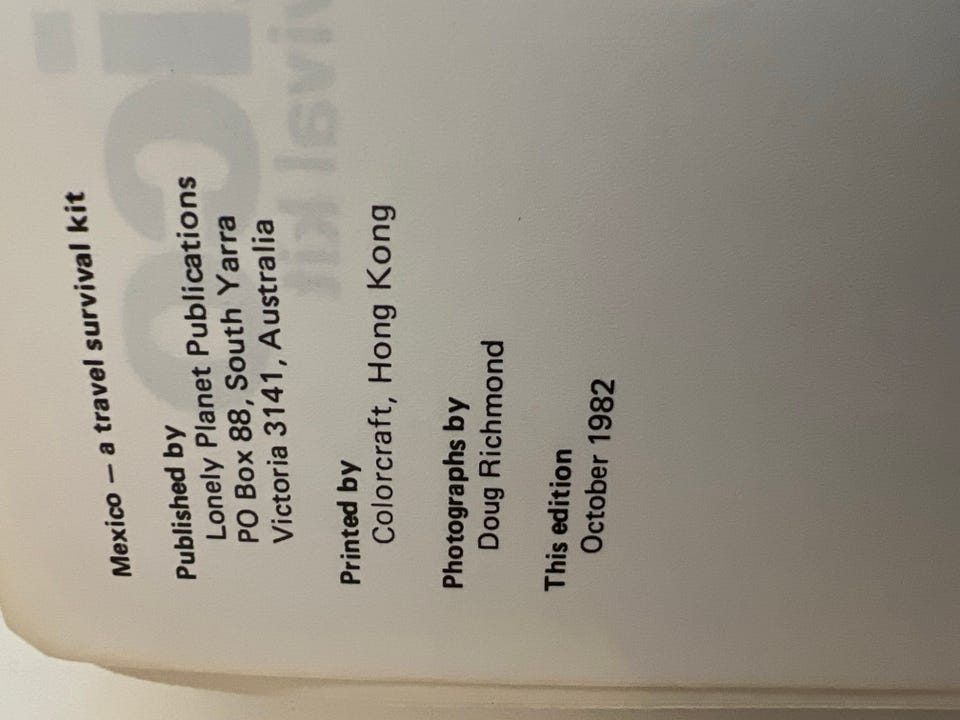 Mexico — a travel survival kit
Published by
Lonely Planet Publications
PO Box 88, South Yarra
Victoria 3141, Australia
Printed by
Colorcraft, Hong Kong
Photographs by
Doug Richmond
This edition
October 1982